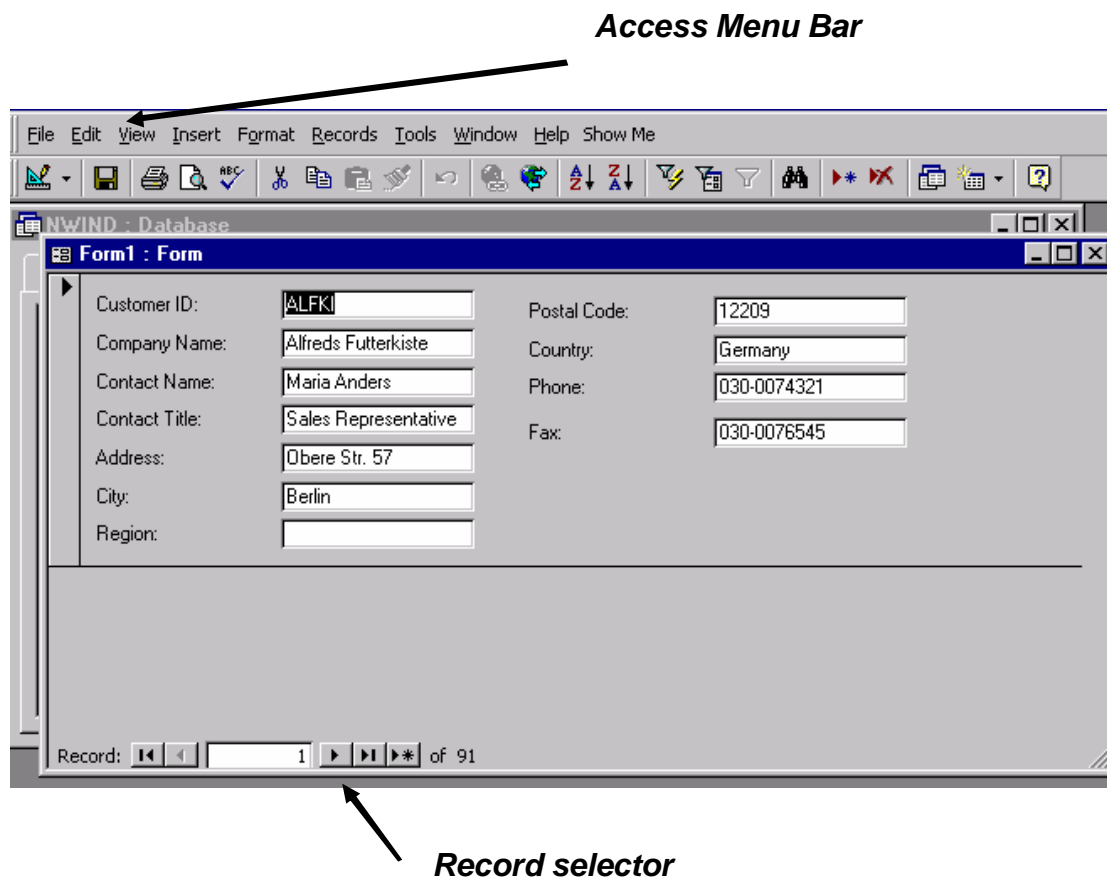 Access Menu Bar
File Edit View Insert Format Records Tools Window Help Show Me
ABC A Z Z A
NWIND : Database
Form1 : Form
Customer ID: ALFKI
Company Name: Alfreds Futterkiste
Contact Name: Maria Anders
Contact Title: Sales Representative
Address: Obere Str. 57
City: Berlin
Region:
Postal Code: 12209
Country: Germany
Phone: 030-0074321
Fax: 030-0076545
Record: 1 of 91
Record selector